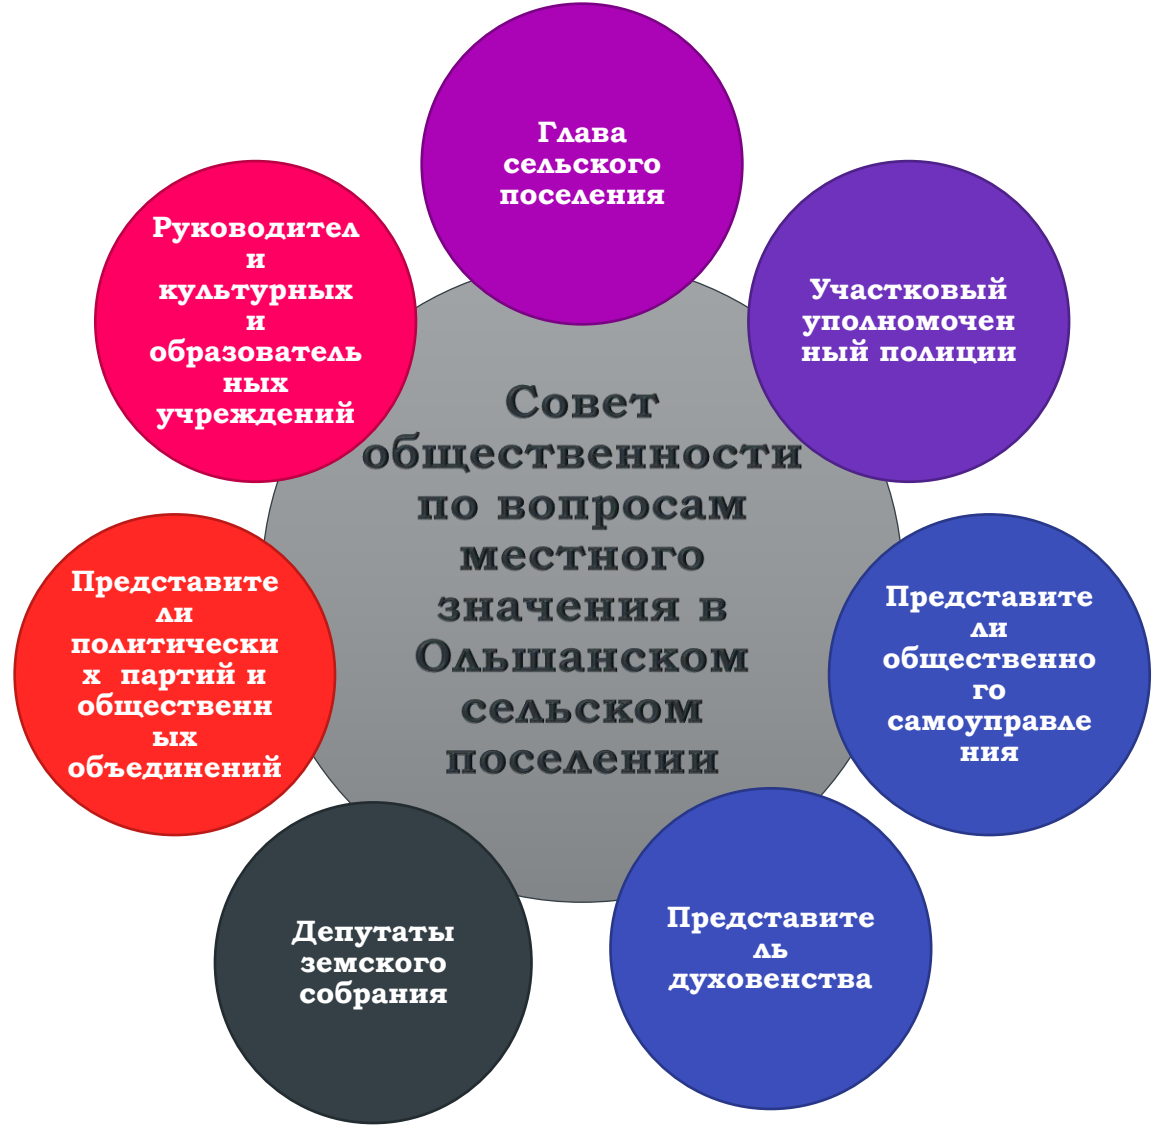 Глава
сельского
поселения
Участковый
уполномочен
ный полиции
Представите
ли
общественно
го
самоуправле
ния
Представите
ль
духовенства
Депутаты
земского
собрания
Представите
ли
политически
х  партий и
общественн
ых
объединений
Руководител
и
культурных
и
образователь
ных
учреждений
Совет
общественности
по вопросам
местного
значения в
Ольшанском
сельском
поселении